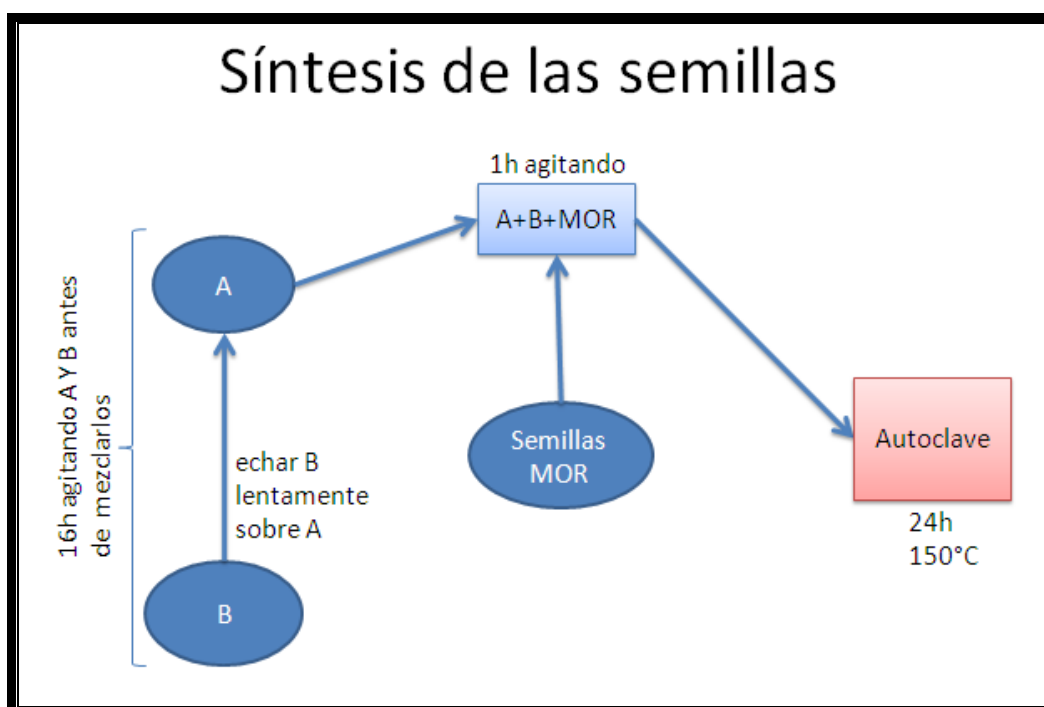 Síntesis de las semillas
1h agitando
A+B+MOR
A
16h agitando A Y B antes
de mezclarlos
echar B
lentamente
sobre A
B
Semillas
MOR
Autoclave
24h
150°C